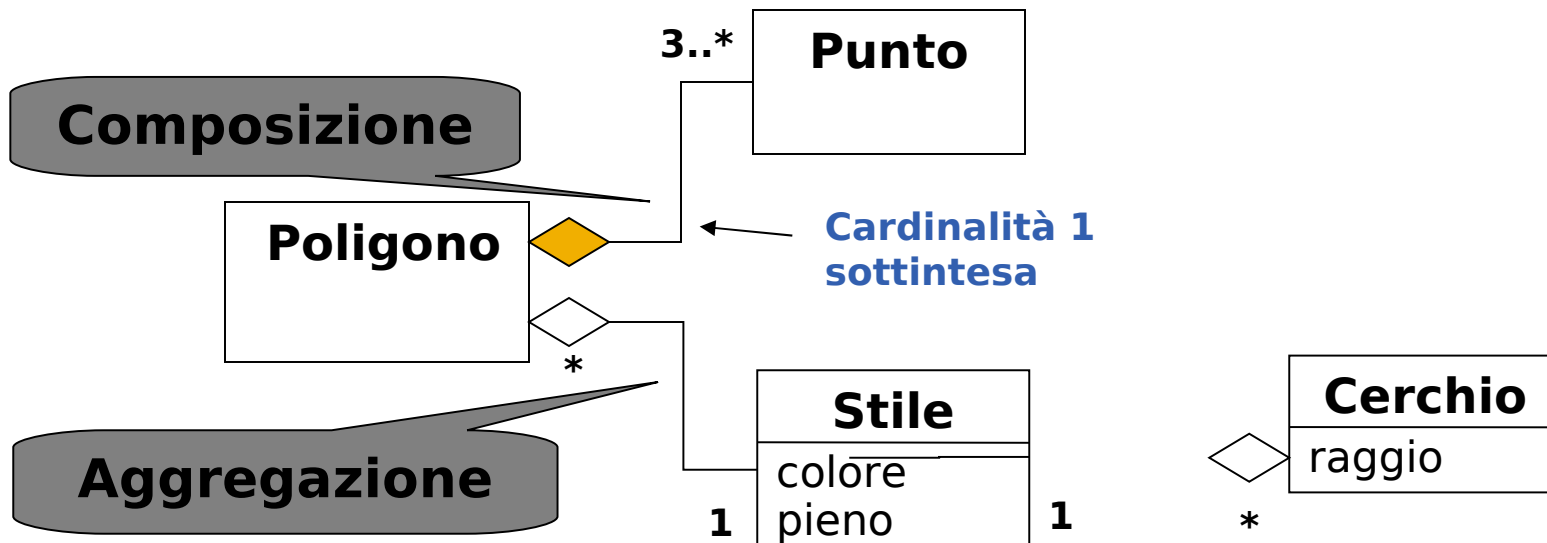 3..*
Punto
Composizione
Poligono
Cardinalità 1
sottintesa
*
Stile
colore
pieno
1
1
Cerchio
raggio
*
Aggregazione